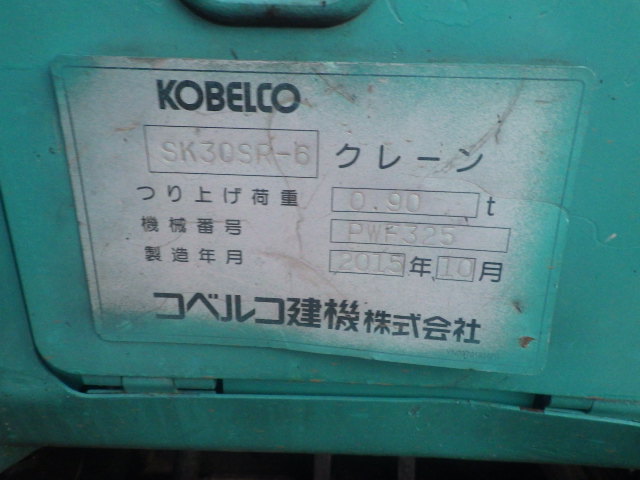 KOBELCO
SK30SR-6 クレーン
つり上げ荷重 0.90 t
機械番号 PWF325
製造年月 2015年10月
コベルコ建機株式会社